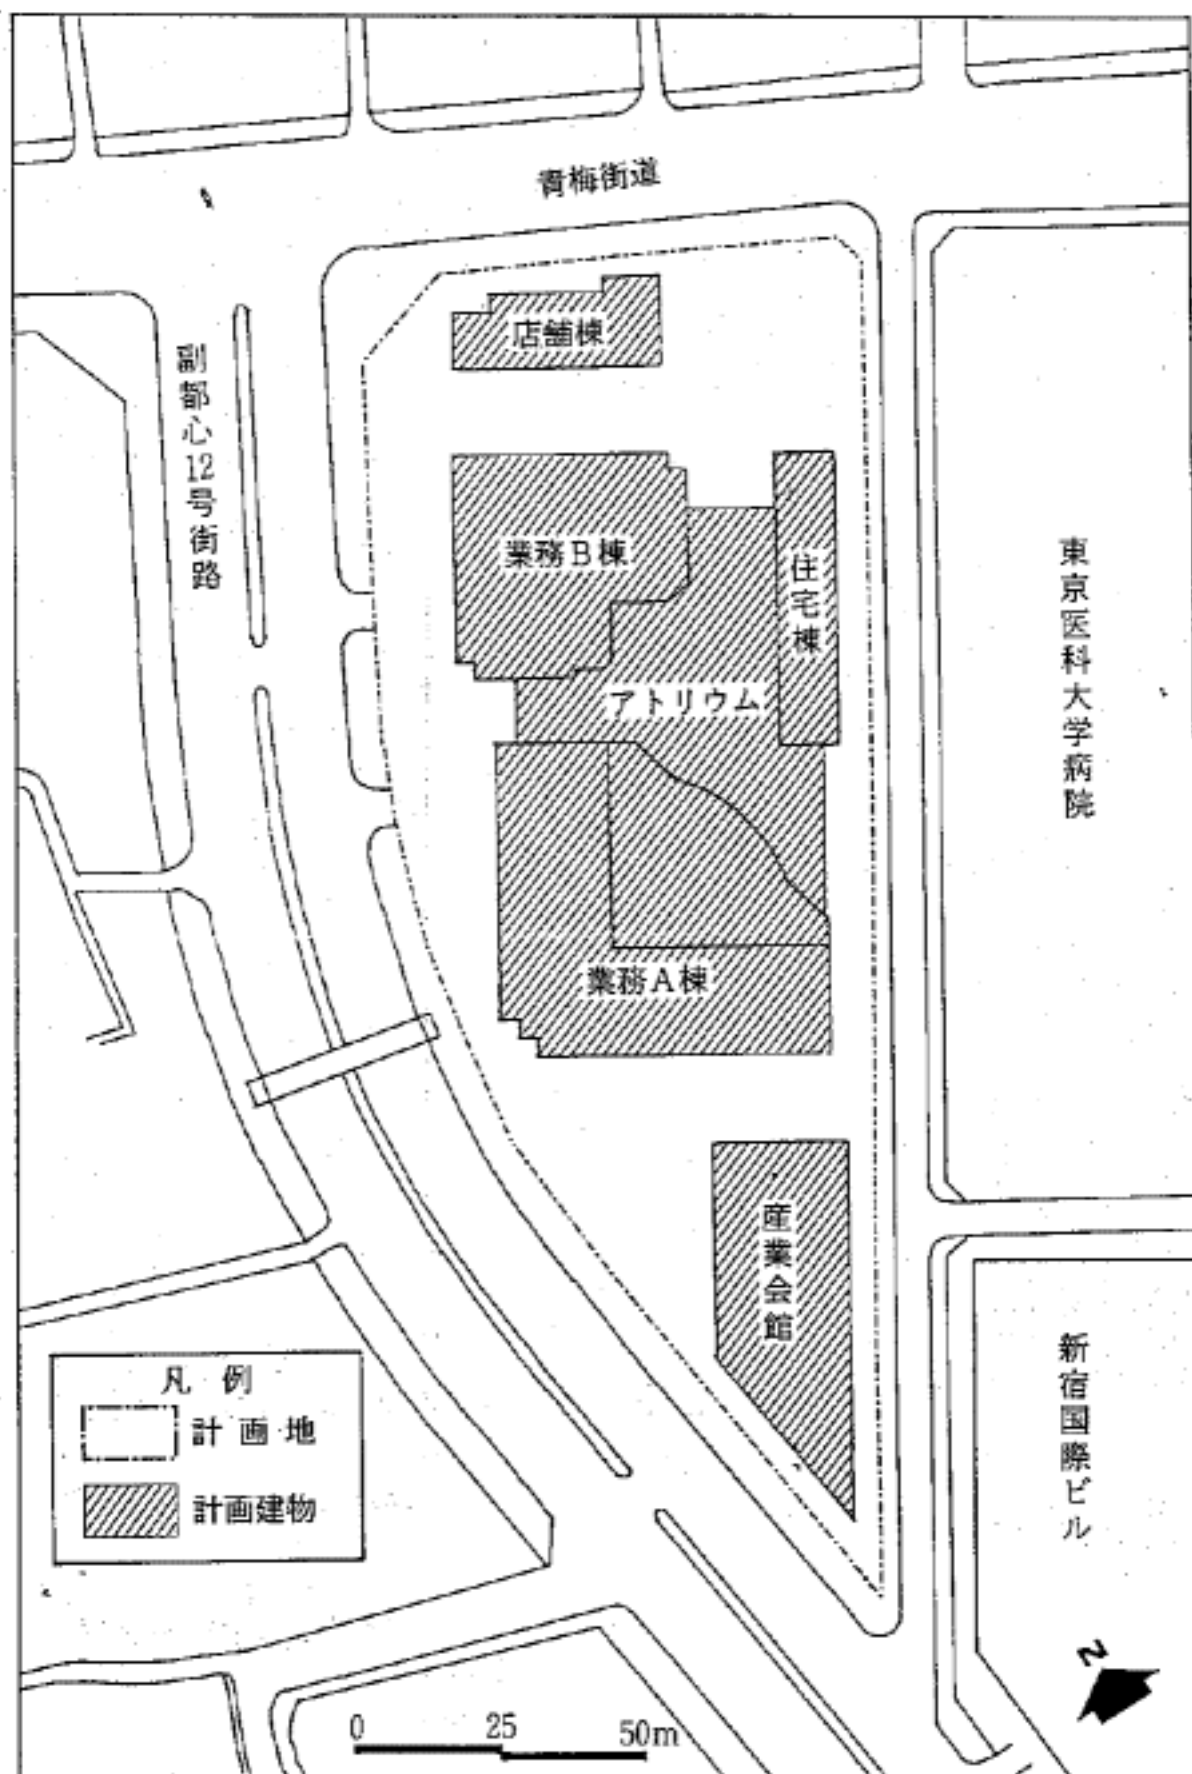 青梅街道
店舗棟
副都心12号街路
業務B棟
住宅棟
東京医科大学病院
アトリウム
業務A棟
産業会館
新宿国際ビル
凡例
計画地
計画建物
N
0 25 50m